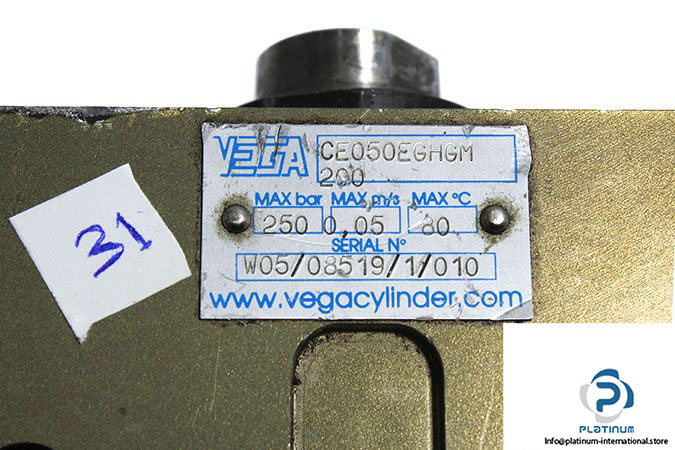 VEGA CE050EGHGM
200
MAX bar MAX m/s MAX °C
250 0,05 80
SERIAL N°
W05/08519/1/010
www.vegacylinder.com
31
PLATINUM
Info@platinum-international.store